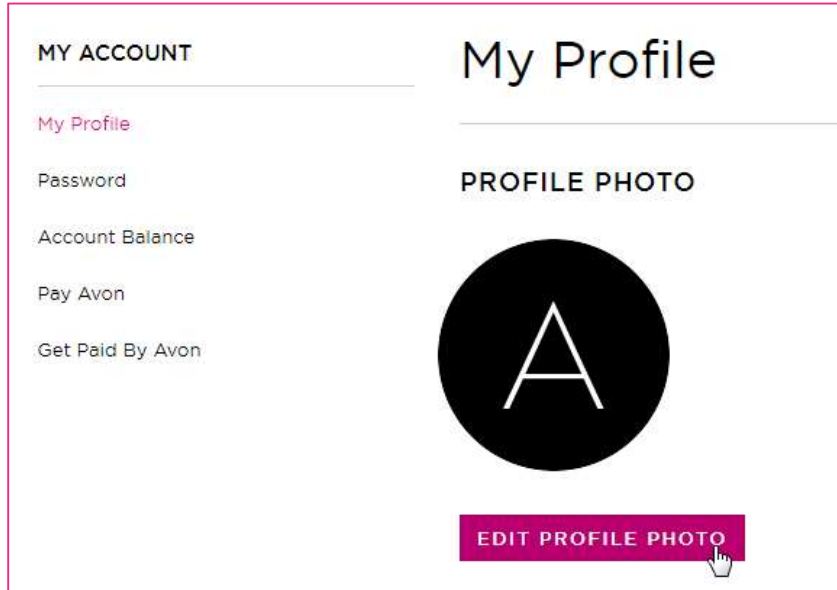 MY ACCOUNT
My Profile
Password
Account Balance
Pay Avon
Get Paid By Avon
My Profile
PROFILE PHOTO
A
EDIT PROFILE PHOTO